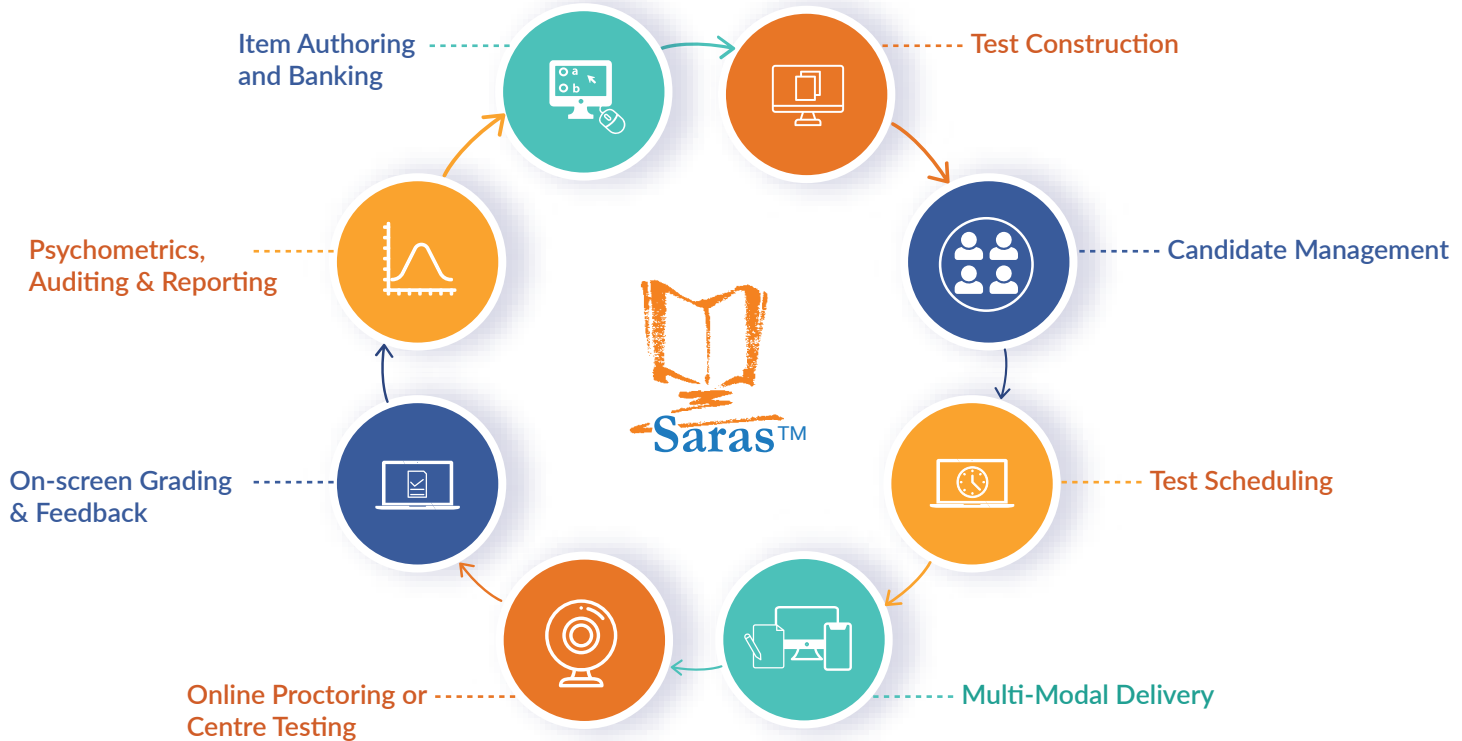 Item Authoring
and Banking
Test Construction
Candidate Management
Test Scheduling
Multi-Modal Delivery
Online Proctoring or
Centre Testing
On-screen Grading
& Feedback
Psychometrics,
Auditing & Reporting
Saras™
a
b